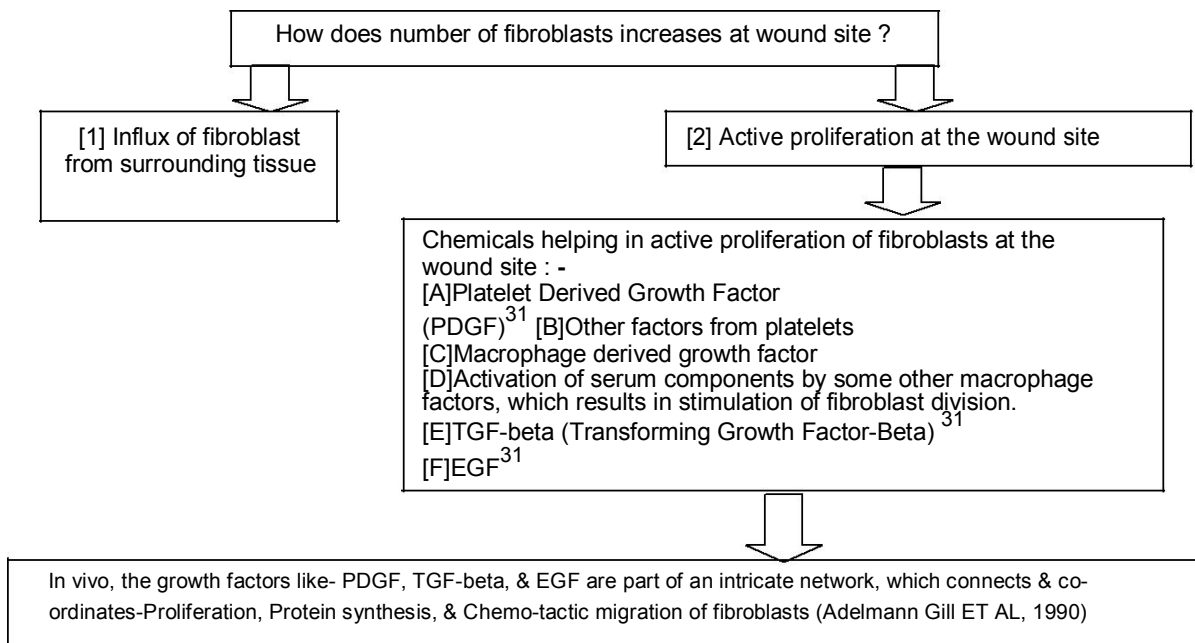 How does number of fibroblasts increases at wound site ?
[1] Influx of fibroblast
from surrounding tissue
[2] Active proliferation at the wound site
Chemicals helping in active proliferation of fibroblasts at the
wound site : -
[A]Platelet Derived Growth Factor
(PDGF)31 [B]Other factors from platelets
[C]Macrophage derived growth factor
[D]Activation of serum components by some other macrophage
factors, which results in stimulation of fibroblast division.
[E]TGF-beta (Transforming Growth Factor-Beta) 31
[F]EGF31
In vivo, the growth factors like- PDGF, TGF-beta, & EGF are part of an intricate network, which connects & co-
ordinates-Proliferation, Protein synthesis, & Chemo-tactic migration of fibroblasts (Adelmann Gill ET AL, 1990)